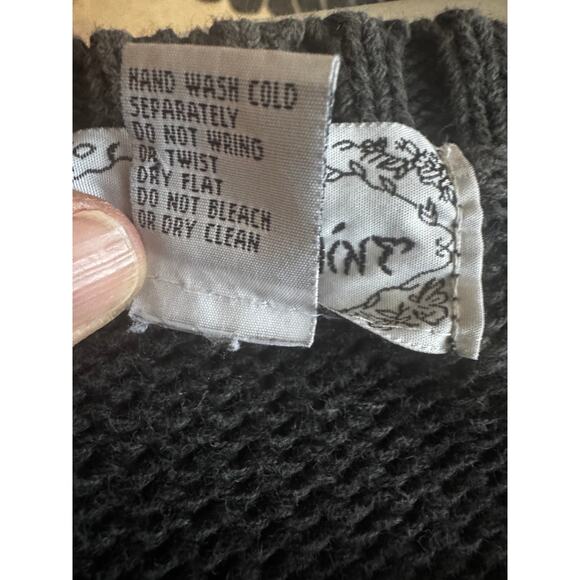 HAND WASH COLD
SEPARATELY
DO NOT WRING
OR TWIST
DRY FLAT
DO NOT BLEACH
OR DRY CLEAN